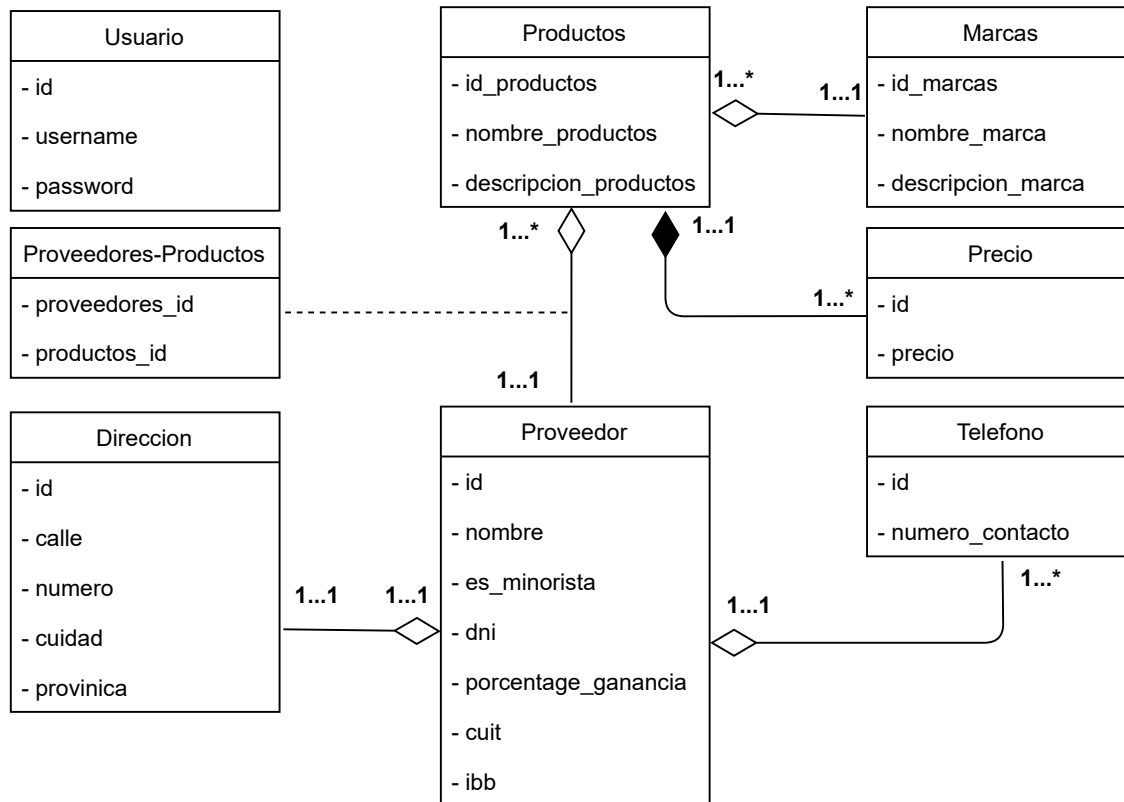 Usuario
- id
- username
- password
Productos
- id_productos
- nombre_productos
- descripcion_productos
1...*
1...1
Marcas
- id_marcas
- nombre_marca
- descripcion_marca
Proveedores-Productos
- proveedores_id
- productos_id
1...*
1...1
1...1
1...*
Precio
- id
- precio
Direccion
- id
- calle
- numero
- cuidad
- provinica
1...1
1...1
Proveedor
- id
- nombre
- es_minorista
- dni
- porcentage_ganancia
- cuit
- ibb
1...1
1...*
Telefono
- id
- numero_contacto